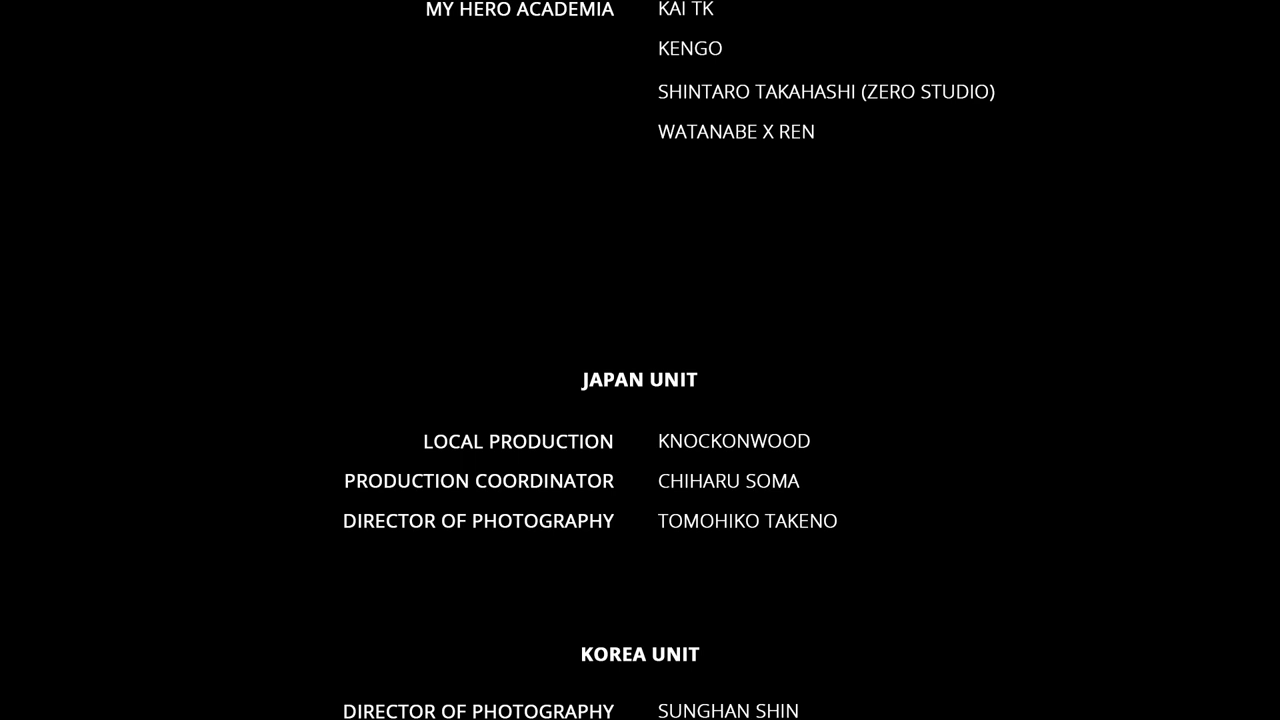 MY HERO ACADEMIA KAI TK
KENGO
SHINTARO TAKAHASHI (ZERO STUDIO)
WATANABE X REN
JAPAN UNIT
LOCAL PRODUCTION KNOCKONWOOD
PRODUCTION COORDINATOR CHIHARU SOMA
DIRECTOR OF PHOTOGRAPHY TOMOHIKO TAKENO
KOREA UNIT
DIRECTOR OF PHOTOGRAPHY SUNGHAN SHIN